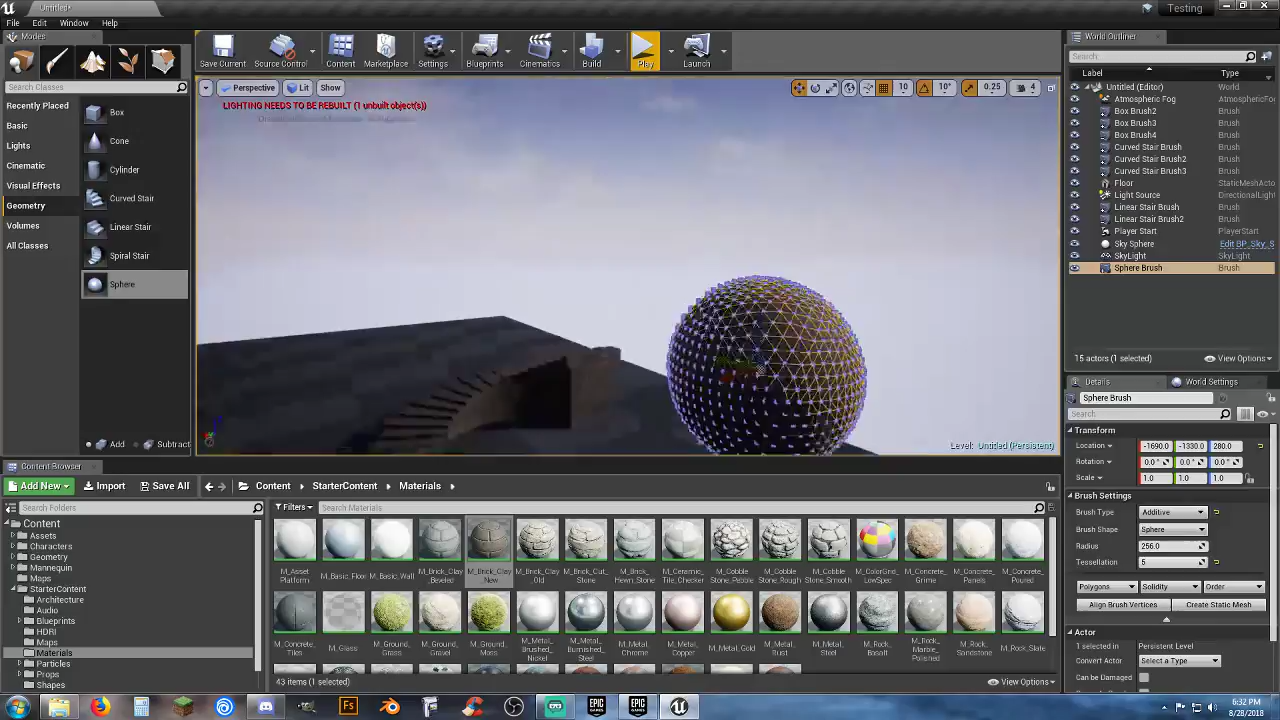 Untitled*
Testing
File Edit Window Help
Modes
Search Classes
Recently Placed
Basic
Lights
Cinematic
Visual Effects
Geometry
Volumes
All Classes
Box
Cone
Cylinder
Curved Stair
Linear Stair
Spiral Stair
Sphere
Add Subtract
Save Current Source Control Content Marketplace Settings Blueprints Cinematics Build Play Launch
Perspective Lit Show
10 10° 0.25 4
LIGHTING NEEDS TO BE REBUILT (1 unbuilt object(s))
Level: Untitled (Persistent)
World Outliner
Search:
Label Type
Untitled (Editor) World
Atmospheric Fog AtmosphericFog
Box Brush2 Brush
Box Brush3 Brush
Box Brush4 Brush
Curved Stair Brush Brush
Curved Stair Brush2 Brush
Curved Stair Brush3 Brush
Floor StaticMeshActo
Light Source DirectionalLight
Linear Stair Brush Brush
Linear Stair Brush2 Brush
Player Start PlayerStart
Sky Sphere Edit BP_Sky_S
SkyLight SkyLight
Sphere Brush Brush
15 actors (1 selected) View Options
Details World Settings
Sphere Brush
Search
Transform
Location -1690.0 -1330.0 280.0
Rotation 0.0° 0.0° 0.0°
Scale 1.0 1.0 1.0
Brush Settings
Brush Type Additive
Brush Shape Sphere
Radius 256.0
Tessellation 5
Polygons Solidity Order
Align Brush Vertices Create Static Mesh
Actor
1 selected in Persistent Level
Convert Actor Select a Type
Can be Damaged
Content Browser
Add New Import Save All Content StarterContent Materials
Search Folders
Filters Search Materials
Content
Assets
Characters
Geometry
Mannequin
Maps
StarterContent
Architecture
Audio
Blueprints
HDRI
Maps
Materials
Particles
Props
Shapes
M_Asset_Platform M_Basic_Floor M_Basic_Wall M_Brick_Clay_Beveled M_Brick_Clay_New M_Brick_Clay_Old M_Brick_Cut_Stone M_Brick_Hewn_Stone M_Ceramic_Tile_Checker M_Cobble_Stone_Pebble M_Cobble_Stone_Rough M_Cobble_Stone_Smooth M_ColorGrid_LowSpec M_Concrete_Grime M_Concrete_Panels M_Concrete_Poured
M_Concrete_Tiles M_Glass M_Ground_Grass M_Ground_Gravel M_Ground_Moss M_Metal_Brushed_Nickel M_Metal_Burnished_Steel M_Metal_Chrome M_Metal_Copper M_Metal_Gold M_Metal_Rust M_Metal_Steel M_Rock_Basalt M_Rock_Marble_Polished M_Rock_Sandstone M_Rock_Slate
43 items (1 selected) View Options
Fs
EPIC GAMES
EPIC GAMES
6:32 PM
8/28/2018